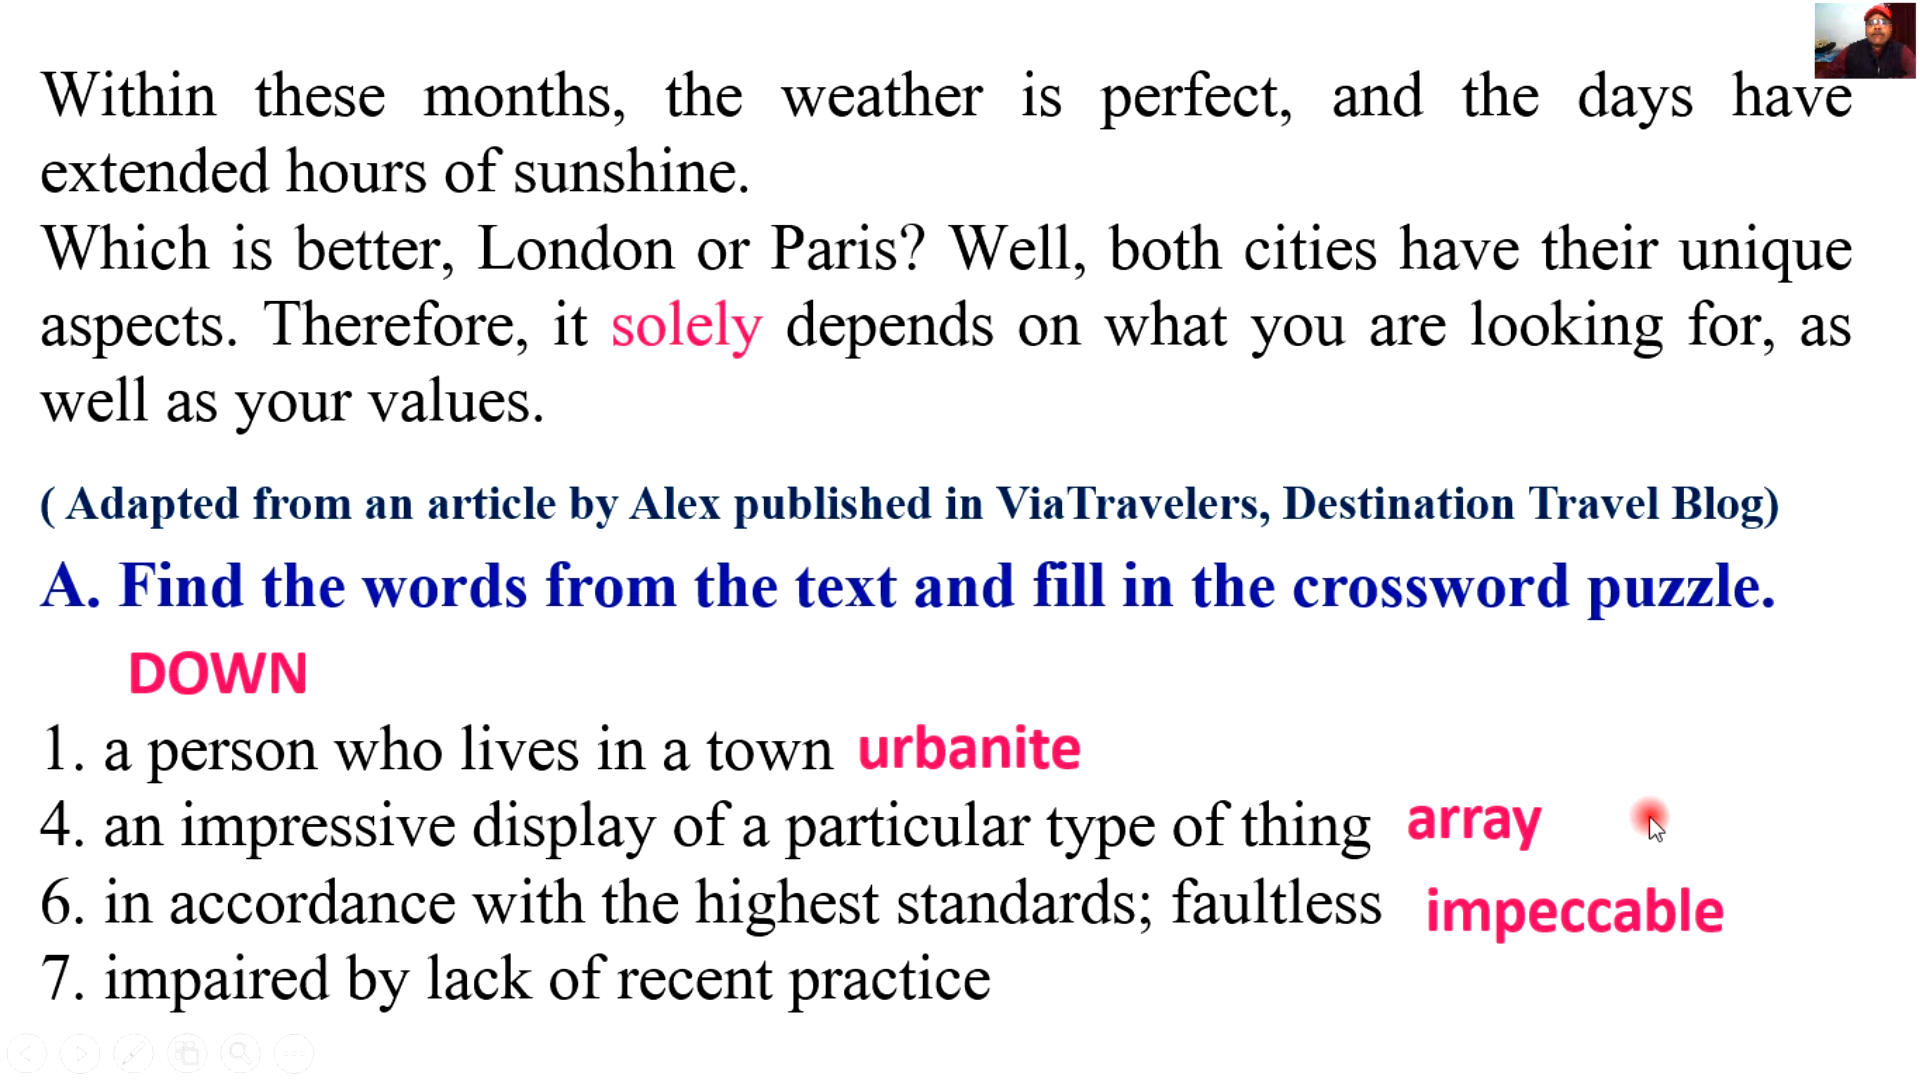 Within these months, the weather is perfect, and the days have
extended hours of sunshine.
Which is better, London or Paris? Well, both cities have their unique
aspects. Therefore, it solely depends on what you are looking for, as
well as your values.
( Adapted from an article by Alex published in ViaTravelers, Destination Travel Blog)
A. Find the words from the text and fill in the crossword puzzle.
DOWN
1. a person who lives in a town urbanite
4. an impressive display of a particular type of thing array
6. in accordance with the highest standards; faultless impeccable
7. impaired by lack of recent practice